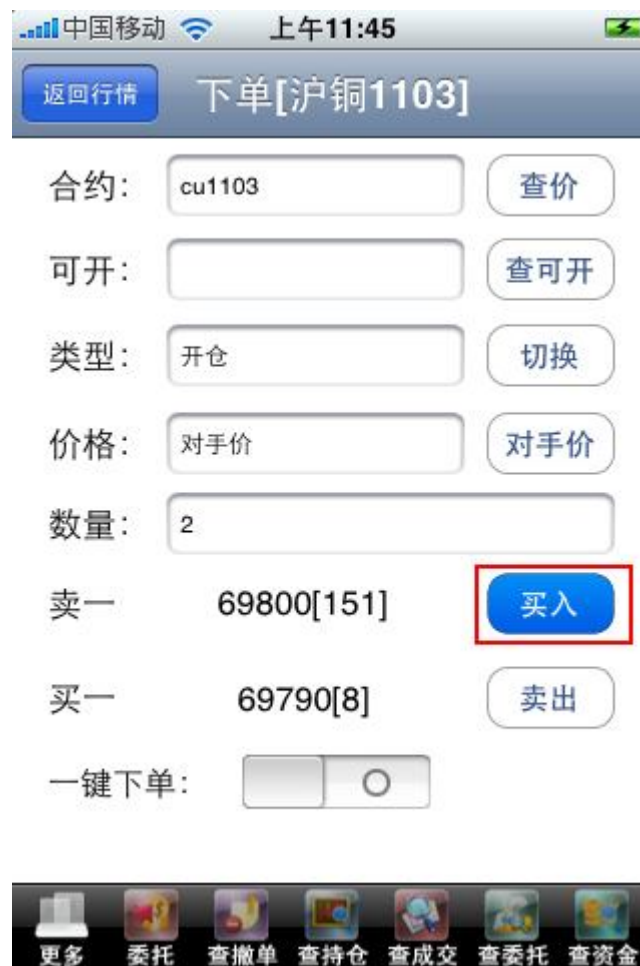 中国移动 上午11:45
返回行情 下单[沪铜1103]
合约: cu1103 查价
可开: 查可开
类型: 开仓 切换
价格: 对手价 对手价
数量: 2
卖一 69800[151] 买入
买一 69790[8] 卖出
一键下单:
更多 委托 查撤单 查持仓 查成交 查委托 查资金